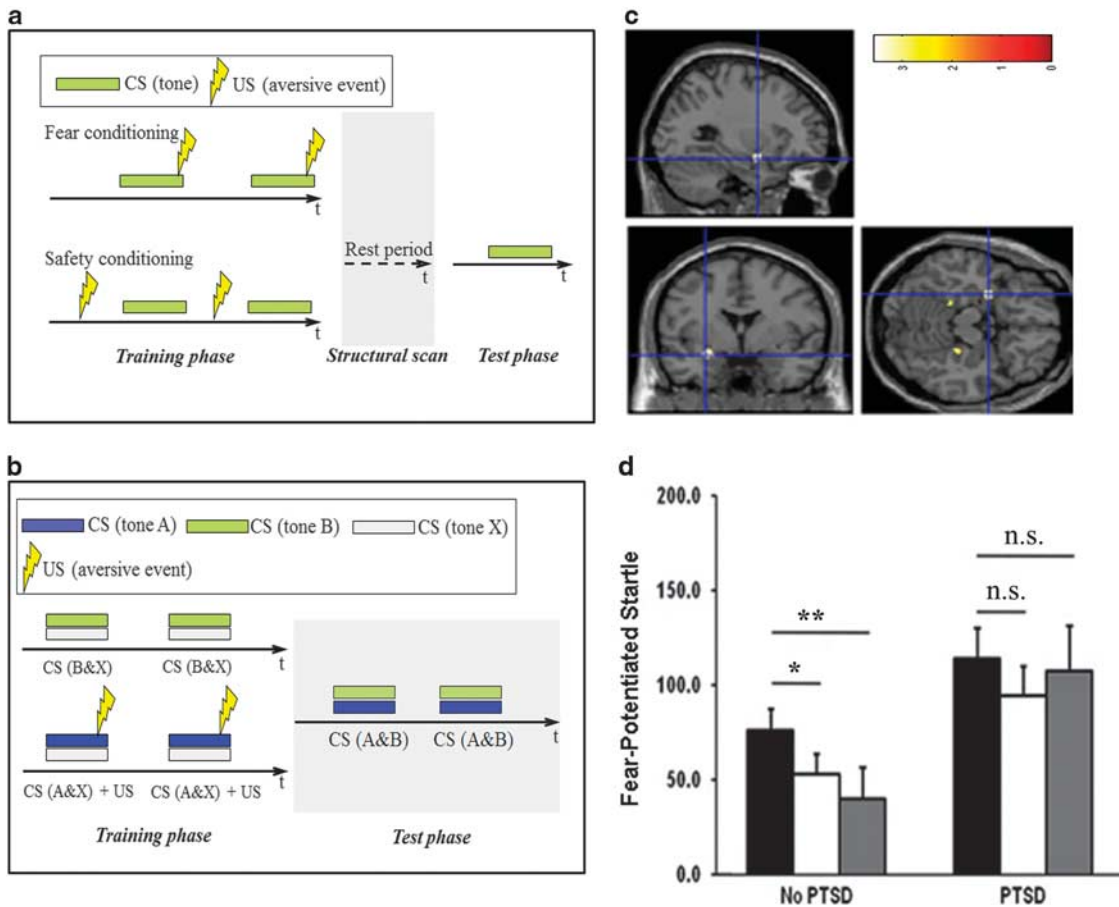 a
CS (tone) US (aversive event)
Fear conditioning
t
Safety conditioning
t
Training phase
Rest period
t
Structural scan
t
Test phase
b
CS (tone A) CS (tone B) CS (tone X)
US (aversive event)
t
CS (B&X) CS (B&X)
t
CS (A&X) + US CS (A&X) + US
Training phase
t
CS (A&B) CS (A&B)
Test phase
c
3 2 1 0
d
Fear-Potentiated Startle
200.0
150.0
100.0
50.0
0.0
**
*
n.s.
n.s.
No PTSD PTSD